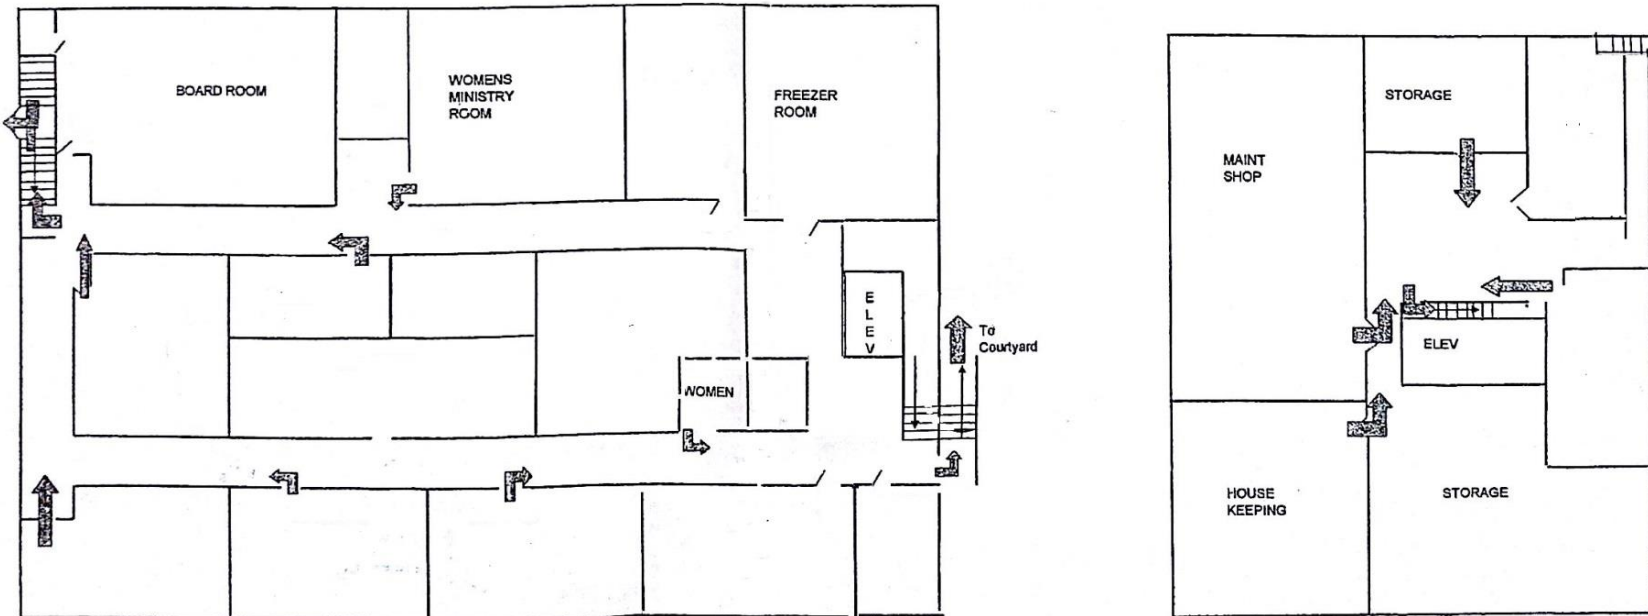 BOARD ROOM
WOMENS
MINISTRY
ROOM
FREEZER
ROOM
E
L
E
V
To
Courtyard
WOMEN
STORAGE
MAINT
SHOP
ELEV
HOUSE
KEEPING
STORAGE